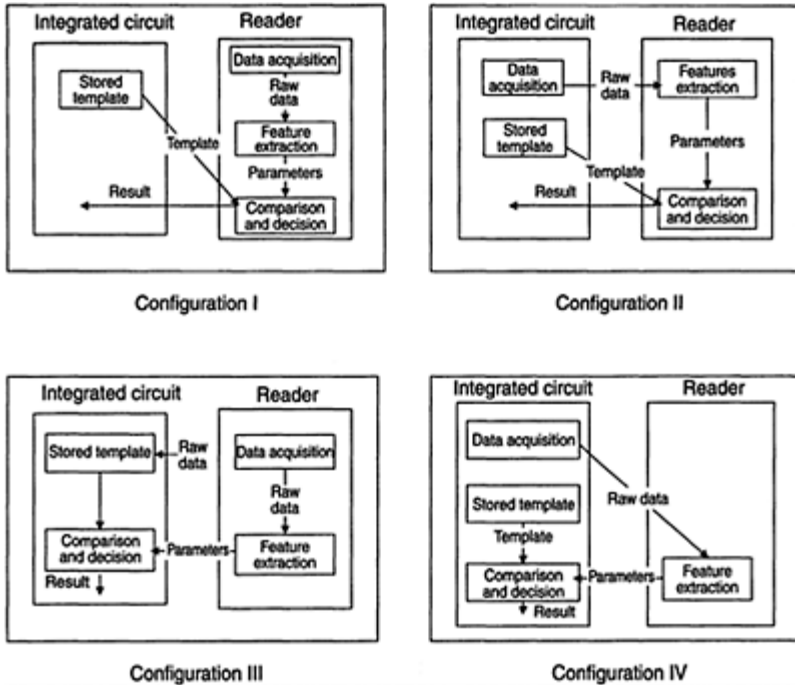 Integrated circuit
Reader
Stored
template
Data acquisition
Raw
data
Feature
extraction
Template
Parameters
Comparison
and decision
Result
Configuration I
Integrated circuit
Reader
Data
acquisition
Raw
data
Features
extraction
Stored
template
Parameters
Template
Result
Comparison
and decision
Configuration II
Integrated circuit
Reader
Stored template
Raw
data
Data acquisition
Raw
data
Comparison
and decision
Parameters
Feature
extraction
Result
Configuration III
Integrated circuit
Reader
Data acquisition
Raw data
Stored template
Template
Comparison
and decision
Parameters
Feature
extraction
Result
Configuration IV